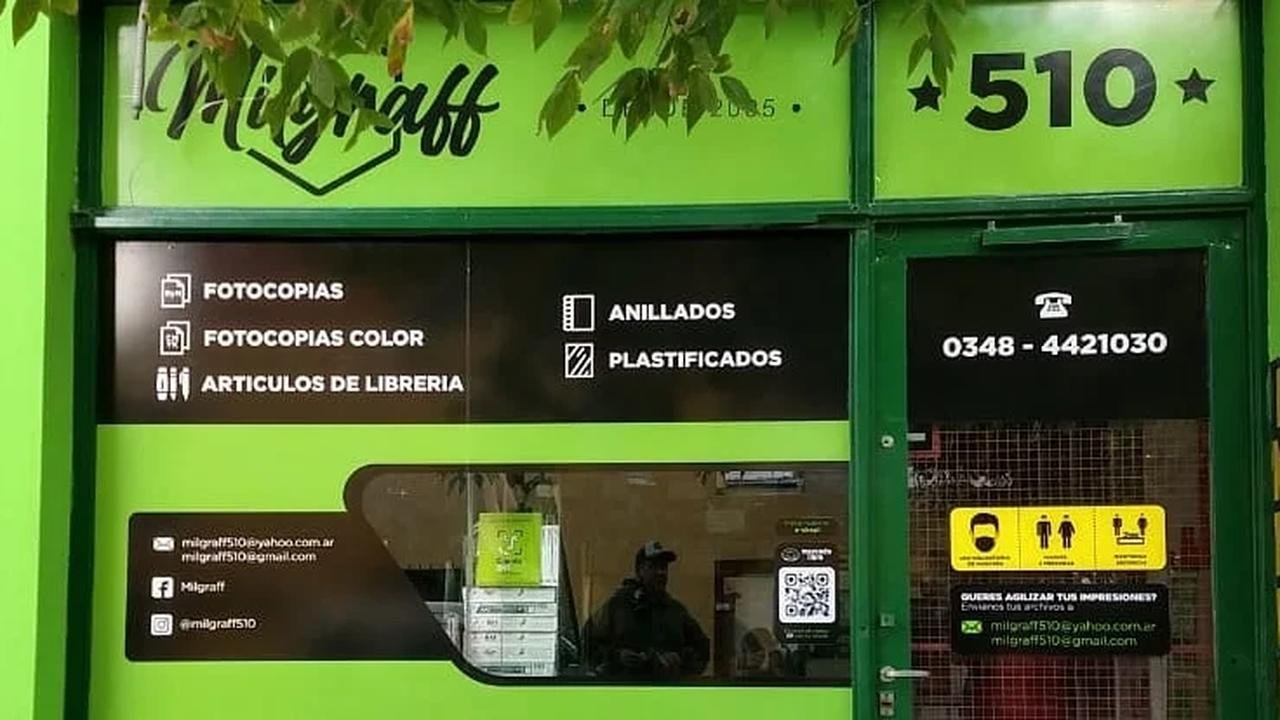 Milgraff
510
FOTOCOPIAS
FOTOCOPIAS COLOR
ARTICULOS DE LIBRERIA
ANILLADOS
PLASTIFICADOS
0348 - 4421030
milgraff510@yahoo.com.ar
milgraff510@gmail.com
Milgraff
@milgraff510
QUERES AGILIZAR TUS IMPRESIONES?
Envianos tus archivos a
milgraff510@yahoo.com.ar
milgraff510@gmail.com